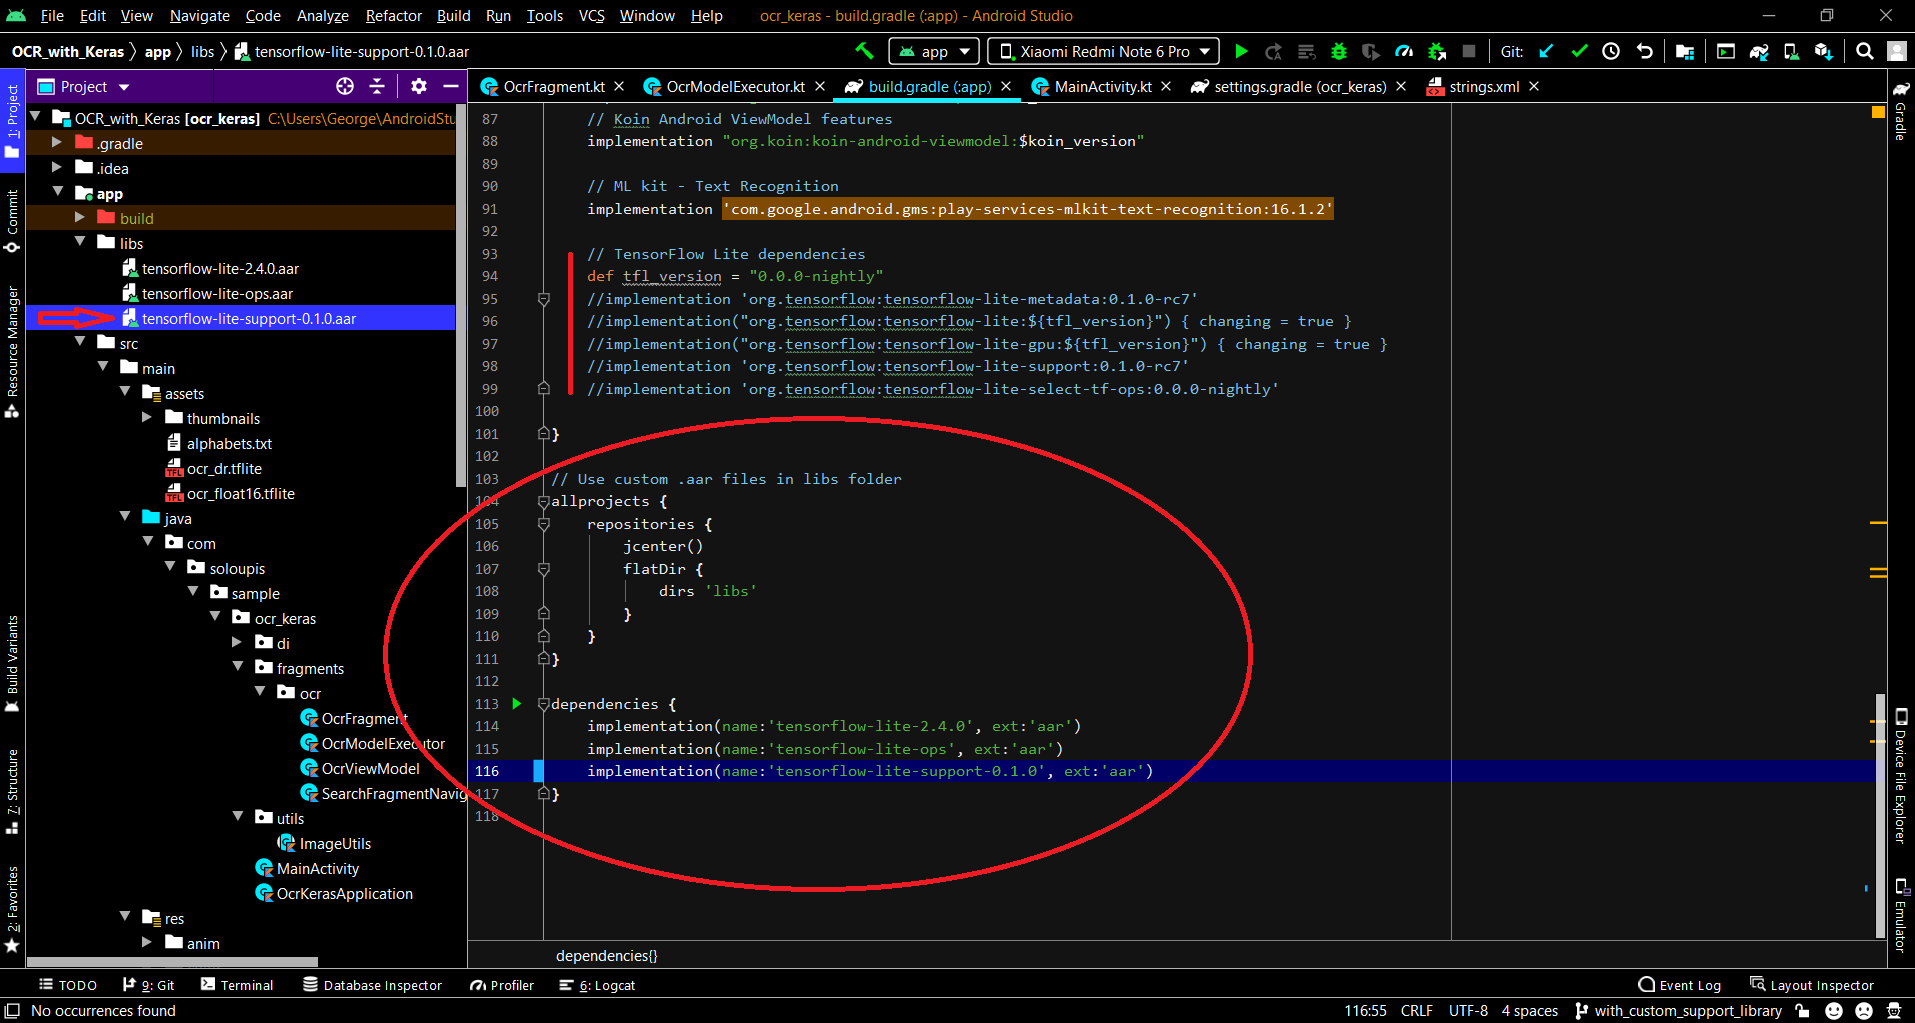 File Edit View Navigate Code Analyze Refactor Build Run Tools VCS Window Help ocr_keras - build.gradle (:app) - Android Studio
OCR_with_Keras app libs tensorflow-lite-support-0.1.0.aar app Xiaomi Redmi Note 6 Pro Git:
Project
OcrFragment.kt OcrModelExecutor.kt build.gradle (:app) MainActivity.kt settings.gradle (ocr_keras) strings.xml
1: Project
Commit
Resource Manager
Build Variants
7: Structure
2: Favorites
OCR_with_Keras [ocr_keras] C:\Users\George\AndroidStu
.gradle
.idea
app
build
libs
tensorflow-lite-2.4.0.aar
tensorflow-lite-ops.aar
tensorflow-lite-support-0.1.0.aar
src
main
assets
thumbnails
alphabets.txt
ocr_dr.tflite
ocr_float16.tflite
java
com
soloupis
sample
ocr_keras
di
fragments
ocr
OcrFragment
OcrModelExecutor
OcrViewModel
SearchFragmentNavig
utils
ImageUtils
MainActivity
OcrKerasApplication
res
anim
87 // Koin Android ViewModel features
88 implementation "org.koin:koin-android-viewmodel:$koin_version"
89
90 // ML kit - Text Recognition
91 implementation 'com.google.android.gms:play-services-mlkit-text-recognition:16.1.2'
92
93 // TensorFlow Lite dependencies
94 def tfl_version = "0.0.0-nightly"
95 //implementation 'org.tensorflow:tensorflow-lite-metadata:0.1.0-rc7'
96 //implementation("org.tensorflow:tensorflow-lite:${tfl_version}") { changing = true }
97 //implementation("org.tensorflow:tensorflow-lite-gpu:${tfl_version}") { changing = true }
98 //implementation 'org.tensorflow:tensorflow-lite-support:0.1.0-rc7'
99 //implementation 'org.tensorflow:tensorflow-lite-select-tf-ops:0.0.0-nightly'
100
101 }
102
103 // Use custom .aar files in libs folder
104 allprojects {
105 repositories {
106 jcenter()
107 flatDir {
108 dirs 'libs'
109 }
110 }
111 }
112
113 dependencies {
114 implementation(name:'tensorflow-lite-2.4.0', ext:'aar')
115 implementation(name:'tensorflow-lite-ops', ext:'aar')
116 implementation(name:'tensorflow-lite-support-0.1.0', ext:'aar')
117 }
118
dependencies{}
Gradle
Device File Explorer
Emulator
TODO 9: Git Terminal Database Inspector Profiler 6: Logcat Event Log Layout Inspector
No occurrences found 116:55 CRLF UTF-8 4 spaces with_custom_support_library